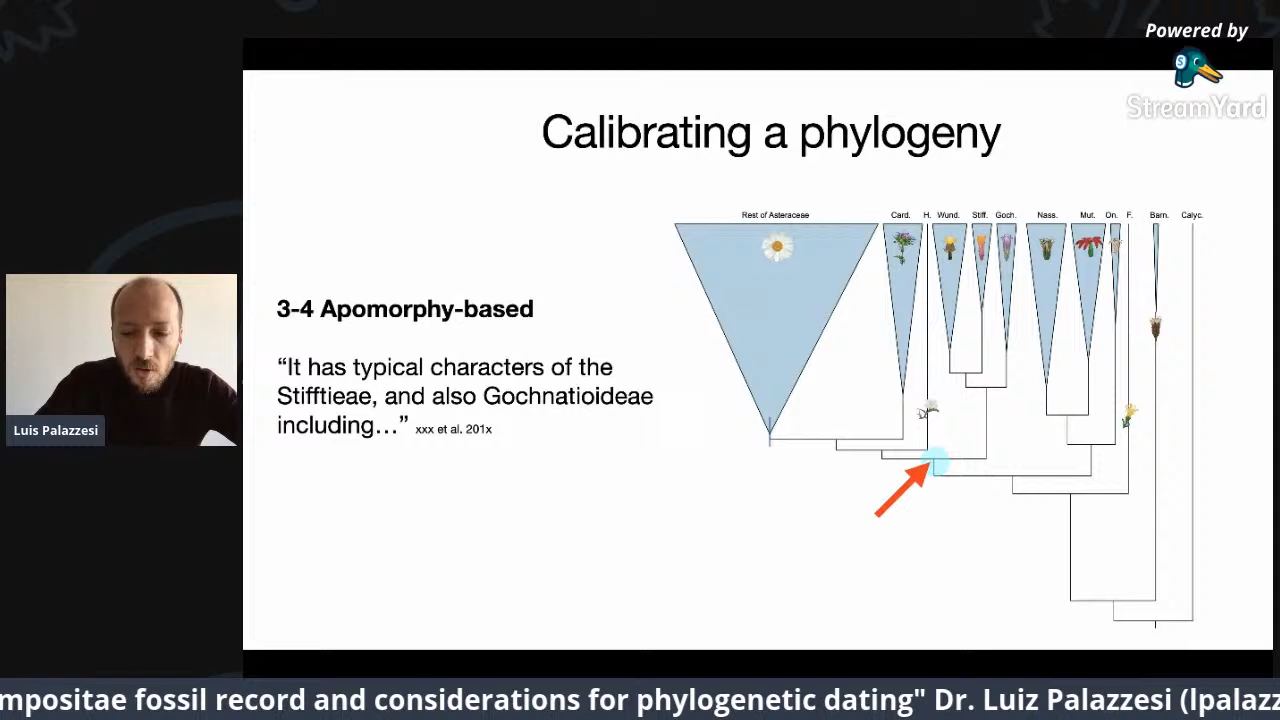 Powered by
StreamYard
Calibrating a phylogeny
Rest of Asteraceae Card. H. Wund. Stiff. Goch. Nass. Mut. On. F. Barn. Calyc.
3-4 Apomorphy-based
“It has typical characters of the
Stifftieae, and also Gochnatioideae
including…” xxx et al. 201x
Luis Palazzesi
mpositae fossil record and considerations for phylogenetic dating" Dr. Luiz Palazzesi (lpalazz